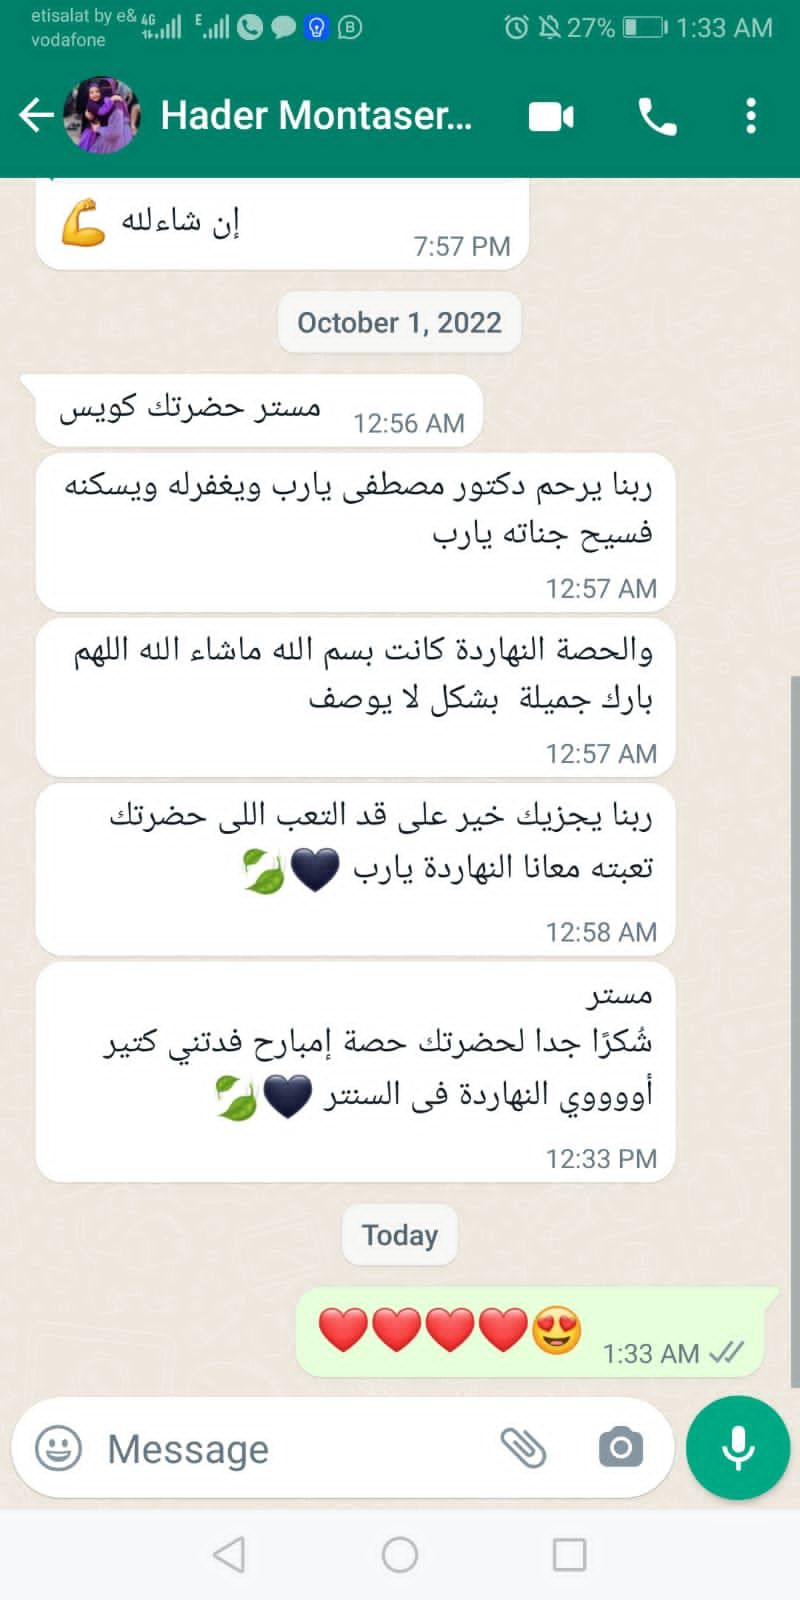 etisalat by e&
vodafone
4G
E
27%
1:33 AM
Hader Montaser...
إن شاءلله 💪
7:57 PM
October 1, 2022
مستر حضرتك كويس
12:56 AM
ربنا يرحم دكتور مصطفى يارب ويغفرله ويسكنه
فسيح جناته يارب
12:57 AM
والحصة النهاردة كانت بسم الله ماشاء الله اللهم
بارك جميلة  بشكل لا يوصف
12:57 AM
ربنا يجزيك خير على قد التعب اللى حضرتك
تعبته معانا النهاردة يارب 🖤🍃
12:58 AM
مستر
شُكرًا جدا لحضرتك حصة إمبارح فدتني كتير
أووووي النهاردة فى السنتر 🖤🍃
12:33 PM
Today
❤️❤️❤️❤️😍
1:33 AM
Message